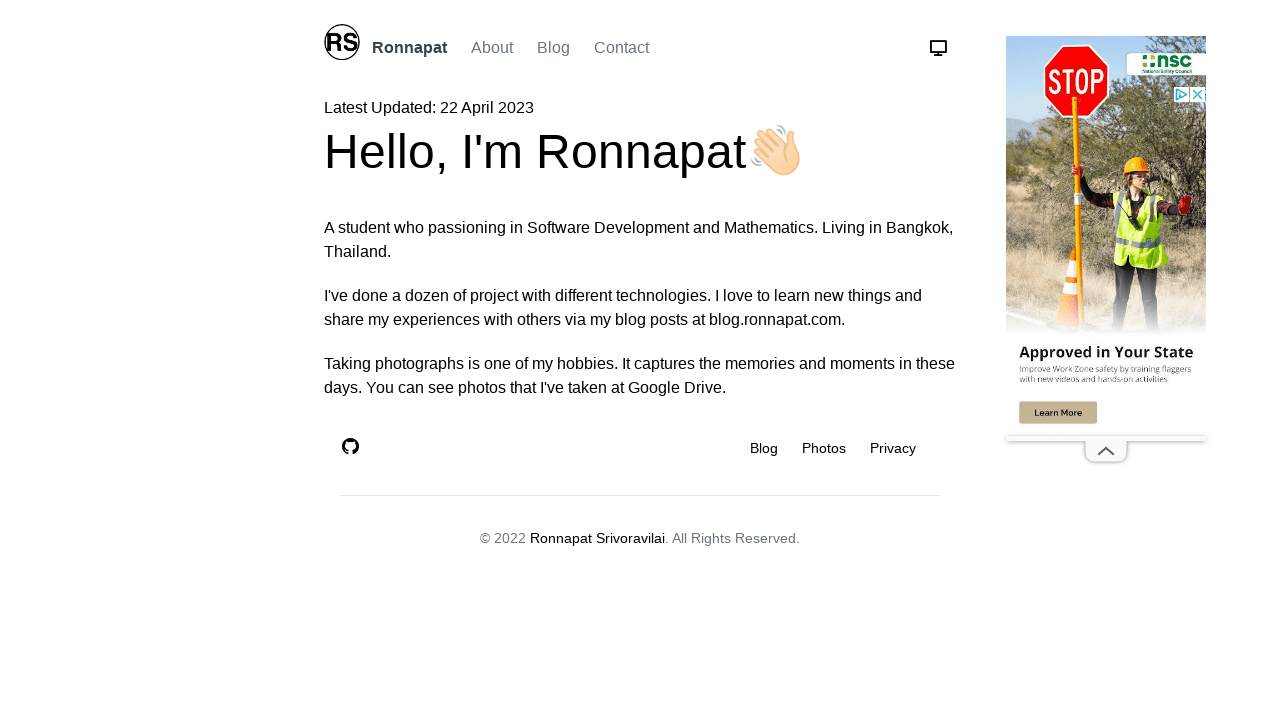 RS
Ronnapat
About
Blog
Contact
Latest Updated: 22 April 2023
Hello, I'm Ronnapat
A student who passioning in Software Development and Mathematics. Living in Bangkok,
Thailand.
I've done a dozen of project with different technologies. I love to learn new things and
share my experiences with others via my blog posts at blog.ronnapat.com.
Taking photographs is one of my hobbies. It captures the memories and moments in these
days. You can see photos that I've taken at Google Drive.
Blog
Photos
Privacy
© 2022 Ronnapat Srivoravilai. All Rights Reserved.
STOP
nsc
National Safety Council
Approved in Your State
Improve Work Zone safety by training flaggers
with new videos and hands-on activities
Learn More